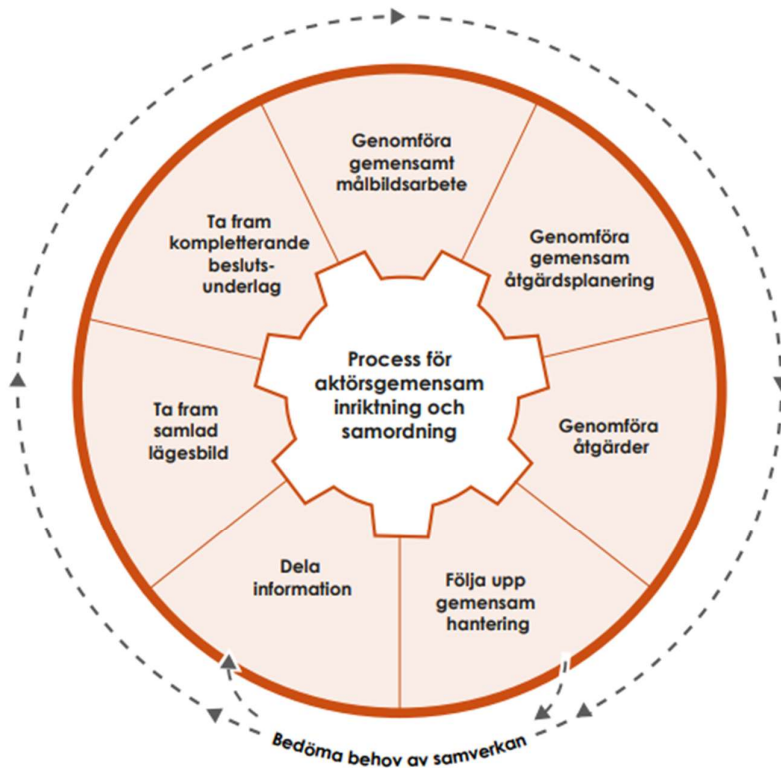 Genomföra
gemensamt
målbildsarbete
Genomföra
gemensam
åtgärdsplanering
Genomföra
åtgärder
Följa upp
gemensam
hantering
Dela
information
Ta fram
samlad
lägesbild
Ta fram
kompletterande
besluts-
underlag
Process för
aktörsgemensam
inriktning och
samordning
Bedöma behov av samverkan